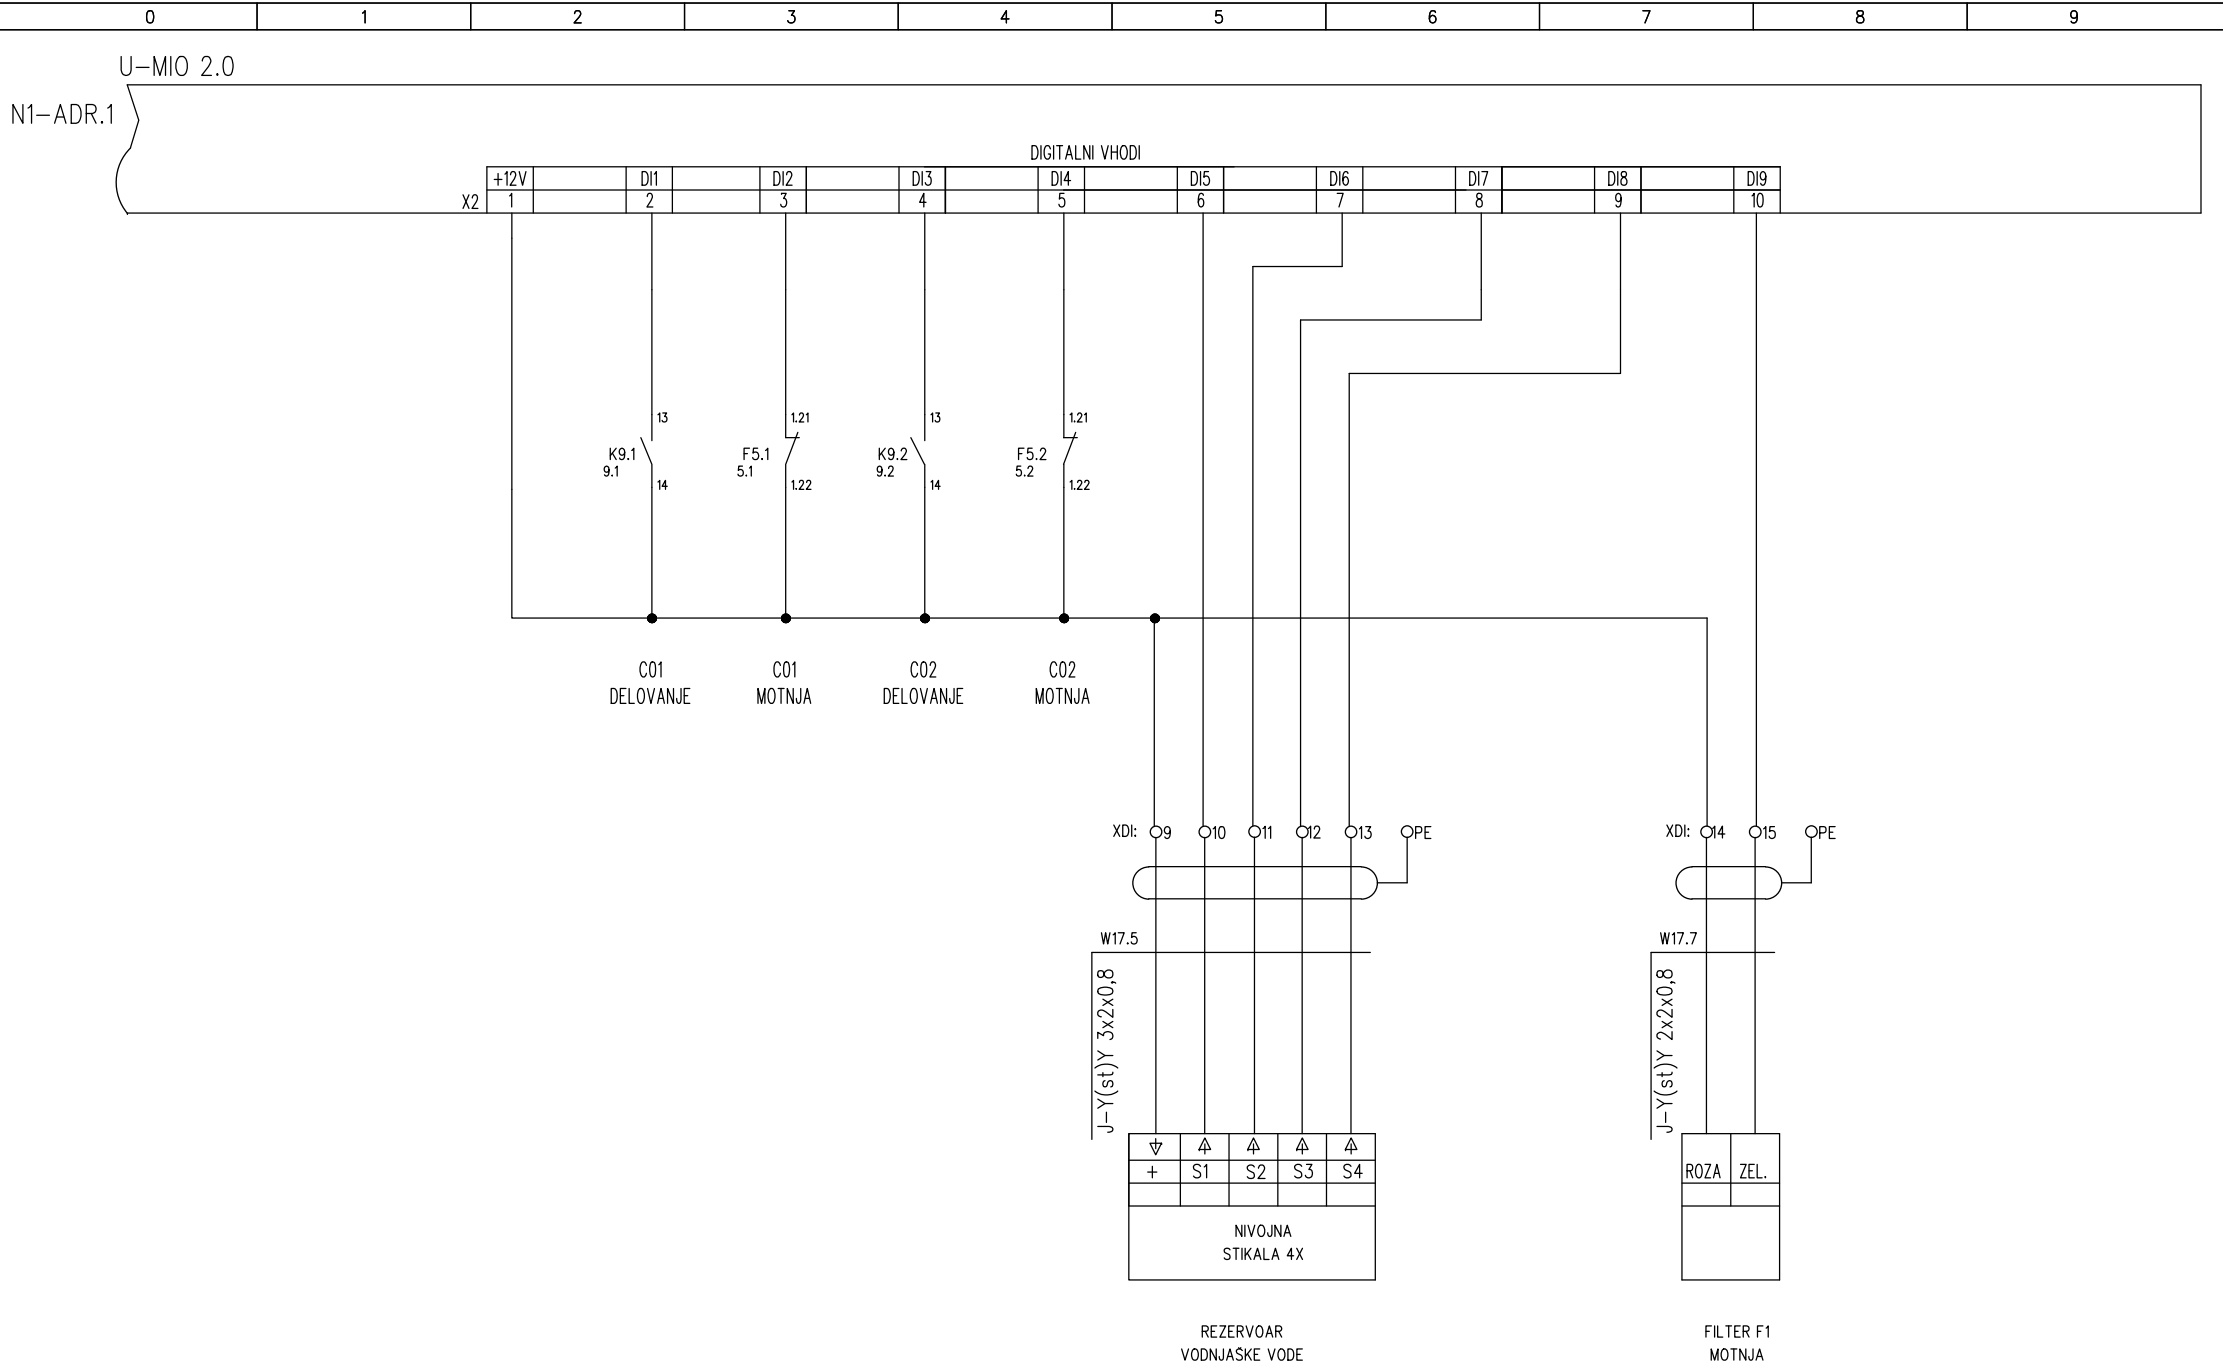 0 1 2 3 4 5 6 7 8 9
U-MIO 2.0
N1-ADR.1
DIGITALNI VHODI
+12V DI1 DI2 DI3 DI4 DI5 DI6 DI7 DI8 DI9
X2 1 2 3 4 5 6 7 8 9 10
13 1.21 13 1.21
K9.1 F5.1 K9.2 F5.2
9.1 5.1 9.2 5.2
14 1.22 14 1.22
C01 C01 C02 C02
DELOVANJE MOTNJA DELOVANJE MOTNJA
XDI: 9 10 11 12 13 PE XDI: 14 15 PE
W17.5 W17.7
J-Y(st)Y 3x2x0,8
J-Y(st)Y 2x2x0,8
+ S1 S2 S3 S4 ROZA ZEL.
NIVOJNA
STIKALA 4X
REZERVOAR FILTER F1
VODNJAŠKE VODE MOTNJA